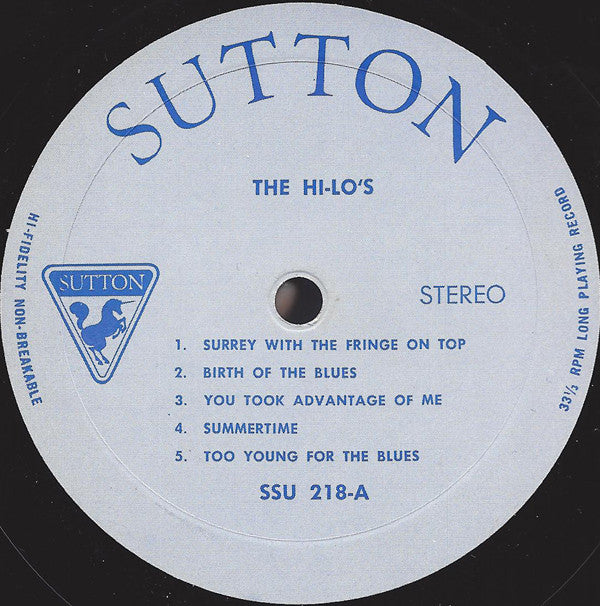 SUTTON
THE HI-LO'S
HI-FIDELITY NON-BREAKABLE
SUTTON
STEREO
33⅓ RPM LONG PLAYING RECORD
1. SURREY WITH THE FRINGE ON TOP
2. BIRTH OF THE BLUES
3. YOU TOOK ADVANTAGE OF ME
4. SUMMERTIME
5. TOO YOUNG FOR THE BLUES
SSU 218-A